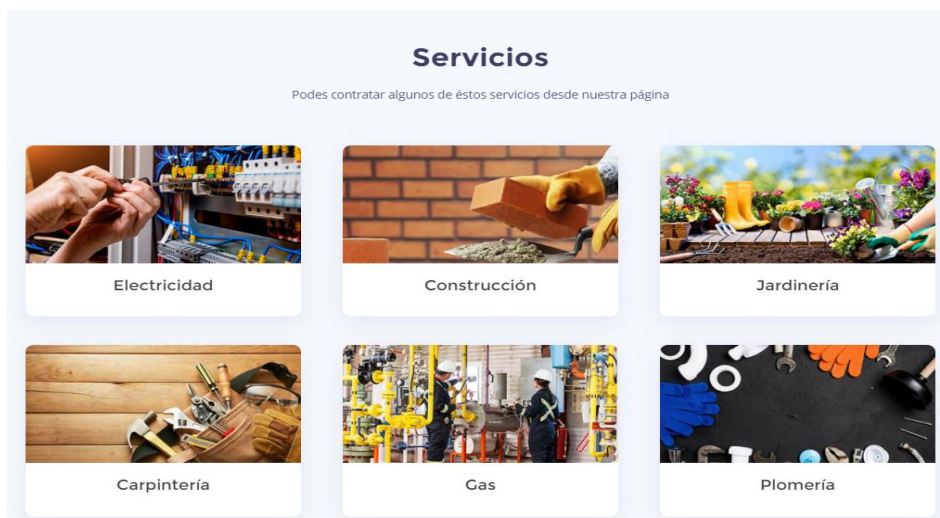 Servicios
Podes contratar algunos de éstos servicios desde nuestra página
Electricidad
Construcción
Jardinería
Carpintería
Gas
Plomería